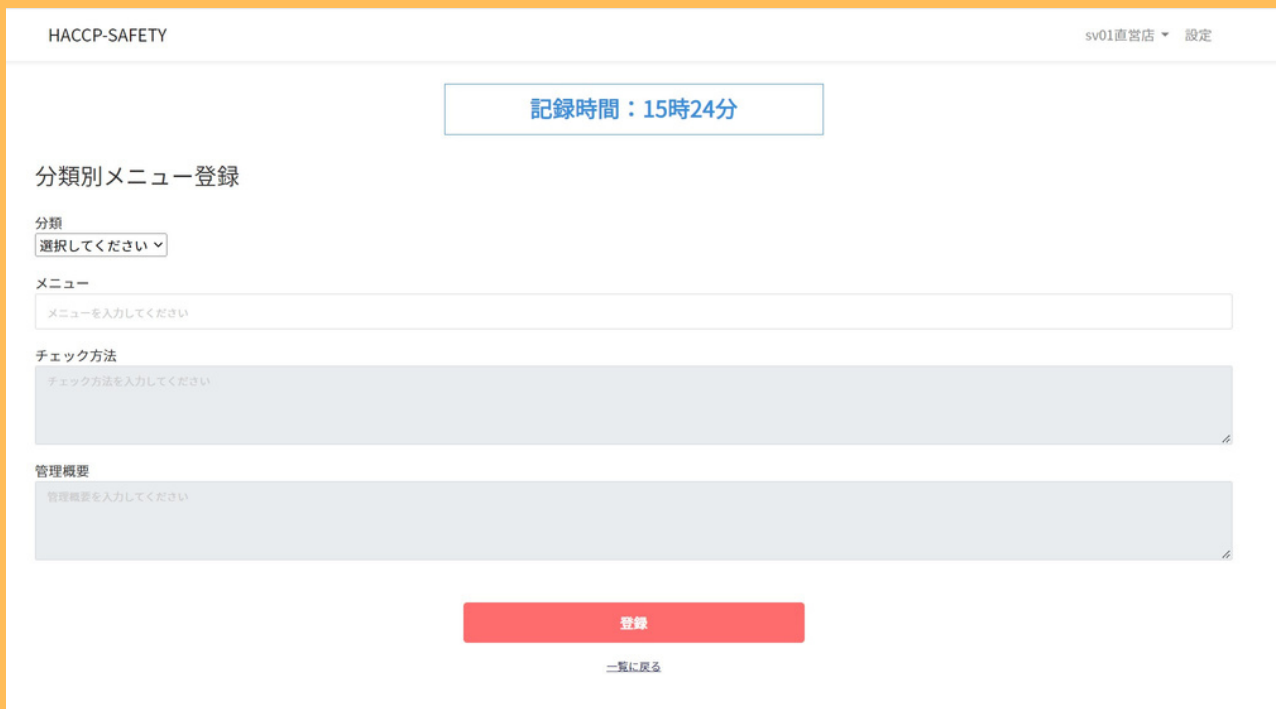 HACCP-SAFETY
sv01直営店 設定
記録時間：15時24分
分類別メニュー登録
分類
選択してください
メニュー
メニューを入力してください
チェック方法
チェック方法を入力してください
管理概要
管理概要を入力してください
登録
一覧に戻る